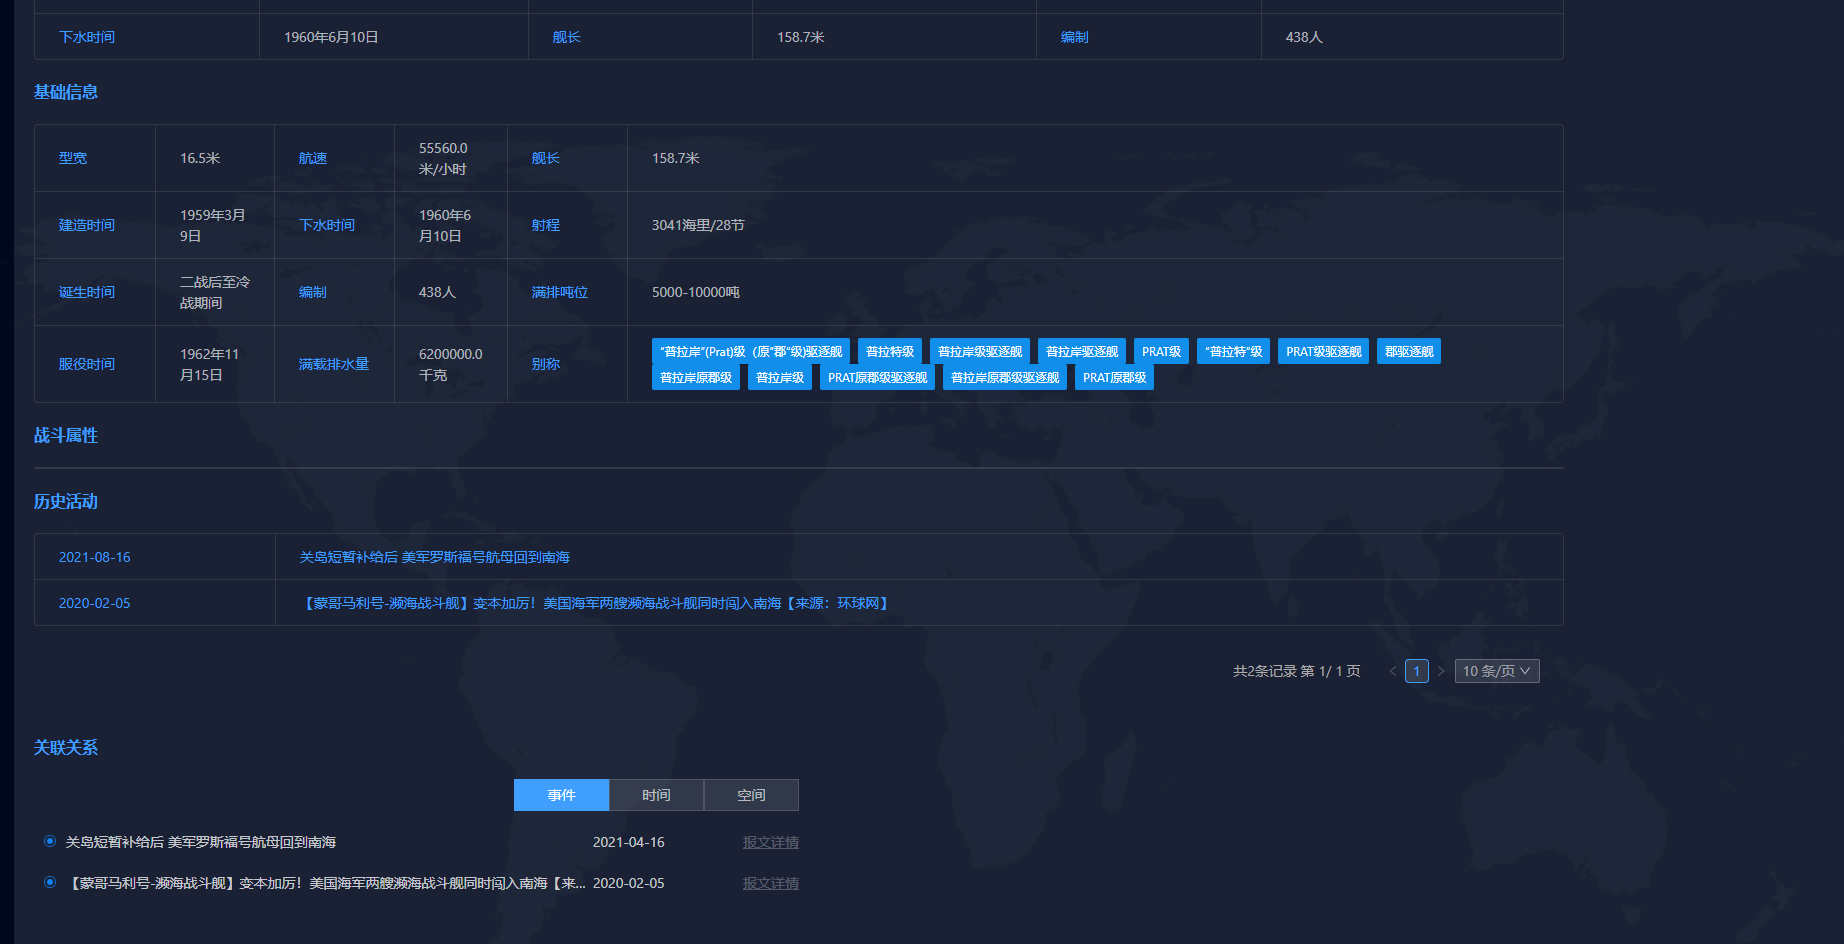 下水时间 1960年6月10日 舰长 158.7米 编制 438人
基础信息
型宽 16.5米 航速 55560.0 米/小时 舰长 158.7米
建造时间 1959年3月9日 下水时间 1960年6月10日 射程 3041海里/28节
诞生时间 二战后至冷战期间 编制 438人 满排吨位 5000-10000吨
服役时间 1962年11月15日 满载排水量 6200000.0 千克 别称
“普拉岸”(Prat)级（原“郡”级)驱逐舰 普拉特级 普拉岸级驱逐舰 普拉岸驱逐舰 PRAT级 “普拉特”级 PRAT级驱逐舰 郡驱逐舰
普拉岸原郡级 普拉岸级 PRAT原郡级驱逐舰 普拉岸原郡级驱逐舰 PRAT原郡级
战斗属性
历史活动
2021-08-16 关岛短暂补给后 美军罗斯福号航母回到南海
2020-02-05 【蒙哥马利号-濒海战斗舰】变本加厉！美国海军两艘濒海战斗舰同时闯入南海【来源：环球网】
共2条记录 第 1/ 1 页 < 1 > 10 条/页
关联关系
事件 时间 空间
关岛短暂补给后 美军罗斯福号航母回到南海 2021-04-16 报文详情
【蒙哥马利号-濒海战斗舰】变本加厉！美国海军两艘濒海战斗舰同时闯入南海【来... 2020-02-05 报文详情